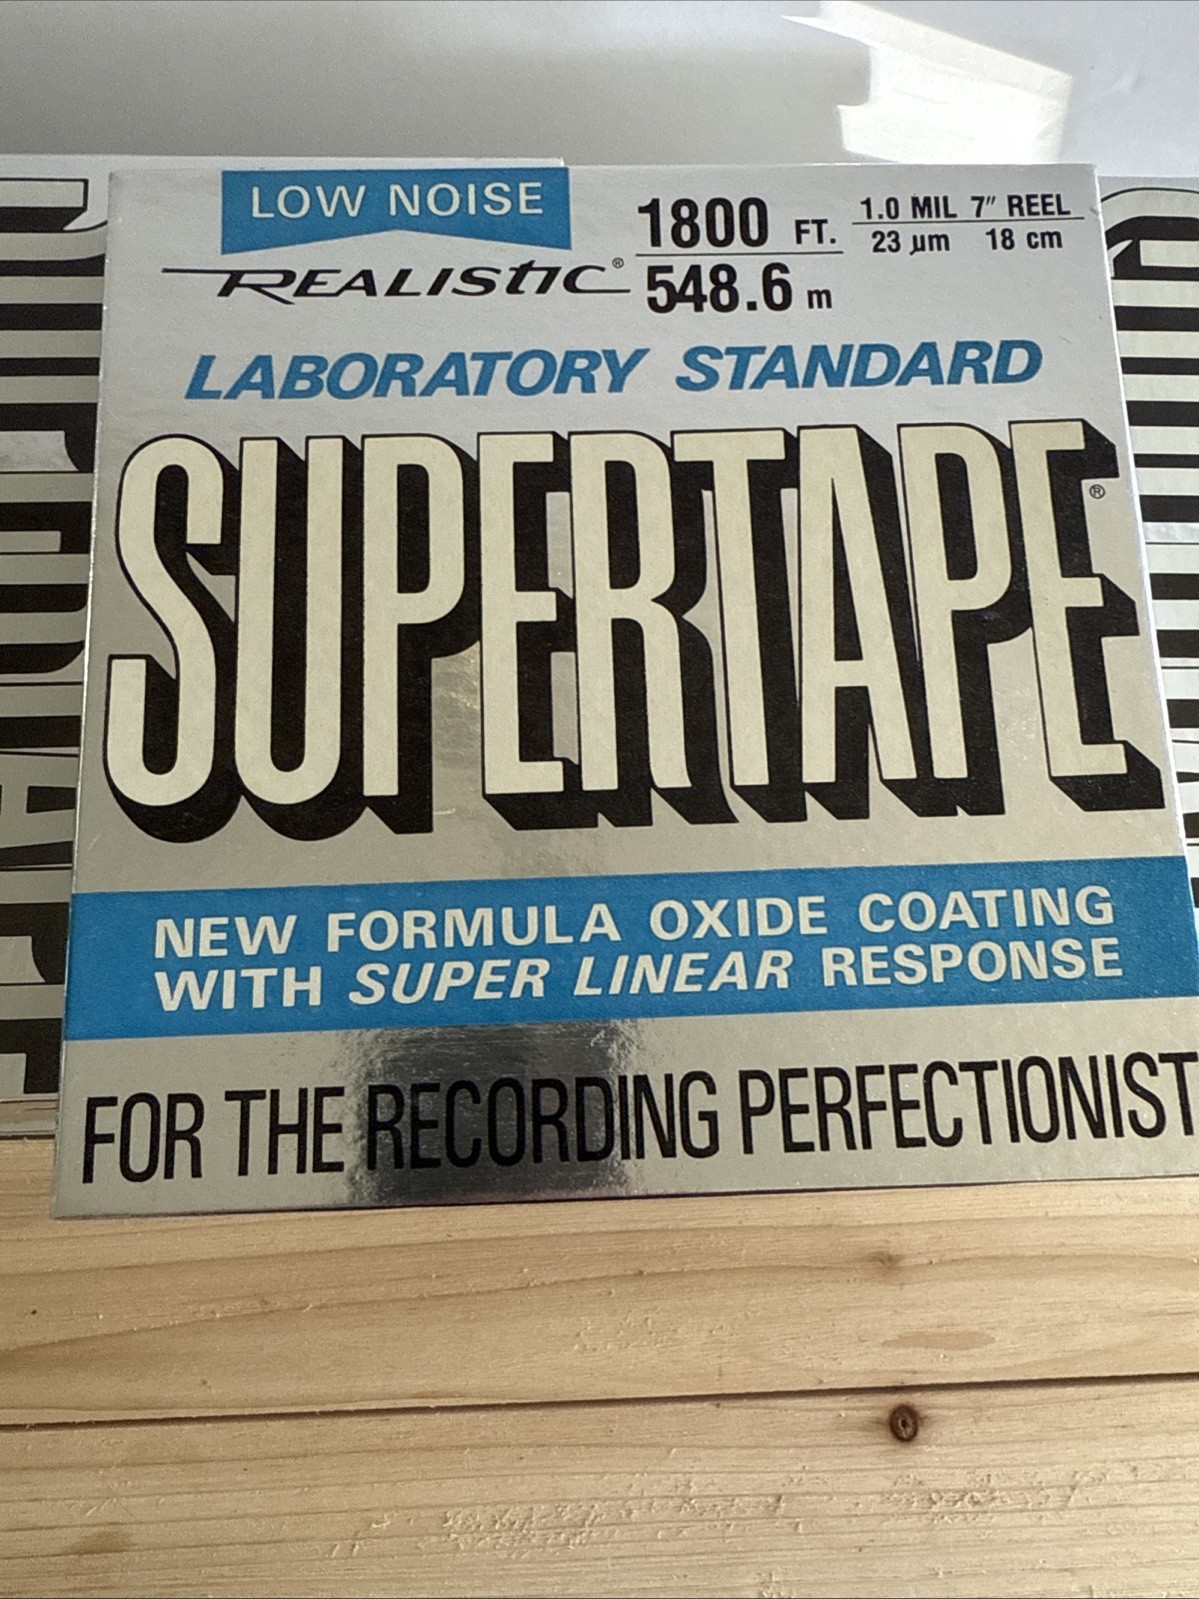 LOW NOISE
REALISTIC®
1800 FT.
548.6 m
1.0 MIL 7" REEL
23 µm 18 cm
LABORATORY STANDARD
SUPERTAPE®
NEW FORMULA OXIDE COATING
WITH SUPER LINEAR RESPONSE
FOR THE RECORDING PERFECTIONIST